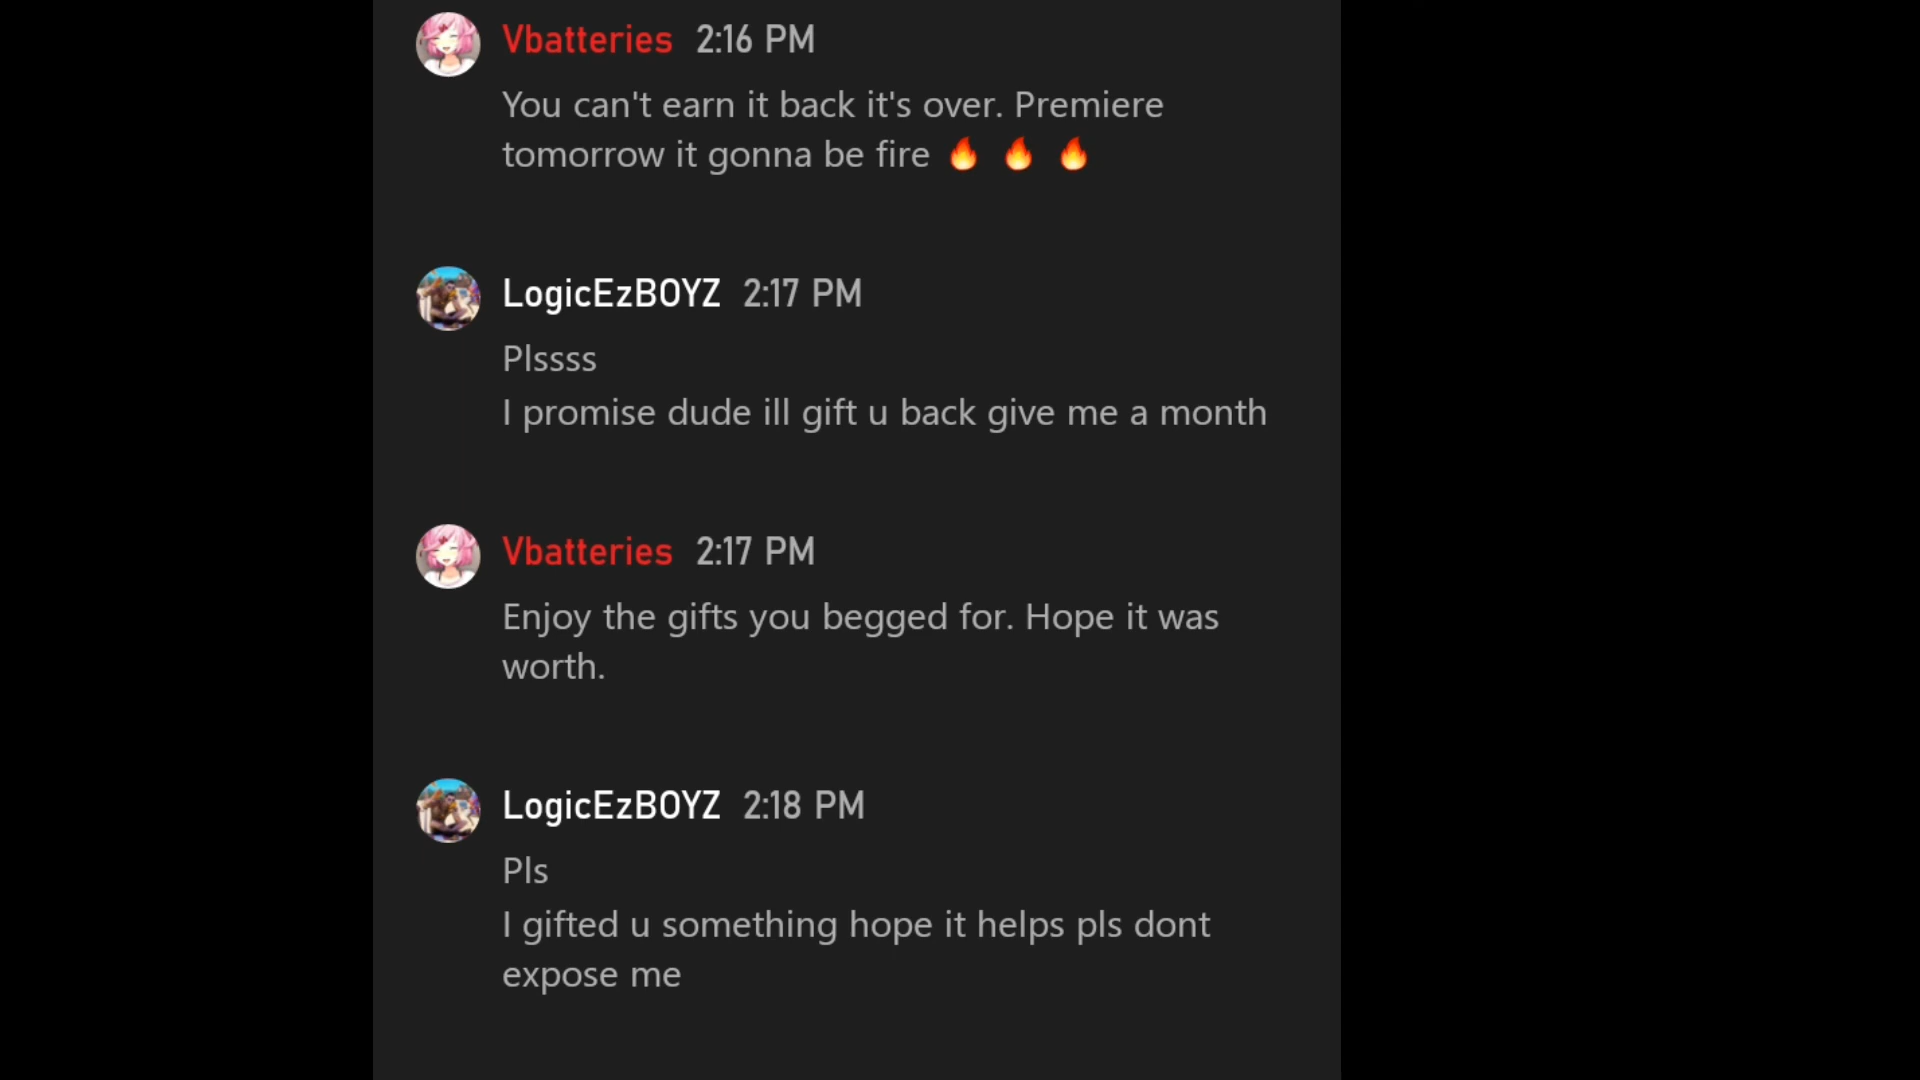 Vbatteries 2:16 PM
You can't earn it back it's over. Premiere
tomorrow it gonna be fire 🔥 🔥 🔥
LogicEzBOYZ 2:17 PM
Plssss
I promise dude ill gift u back give me a month
Vbatteries 2:17 PM
Enjoy the gifts you begged for. Hope it was
worth.
LogicEzBOYZ 2:18 PM
Pls
I gifted u something hope it helps pls dont
expose me